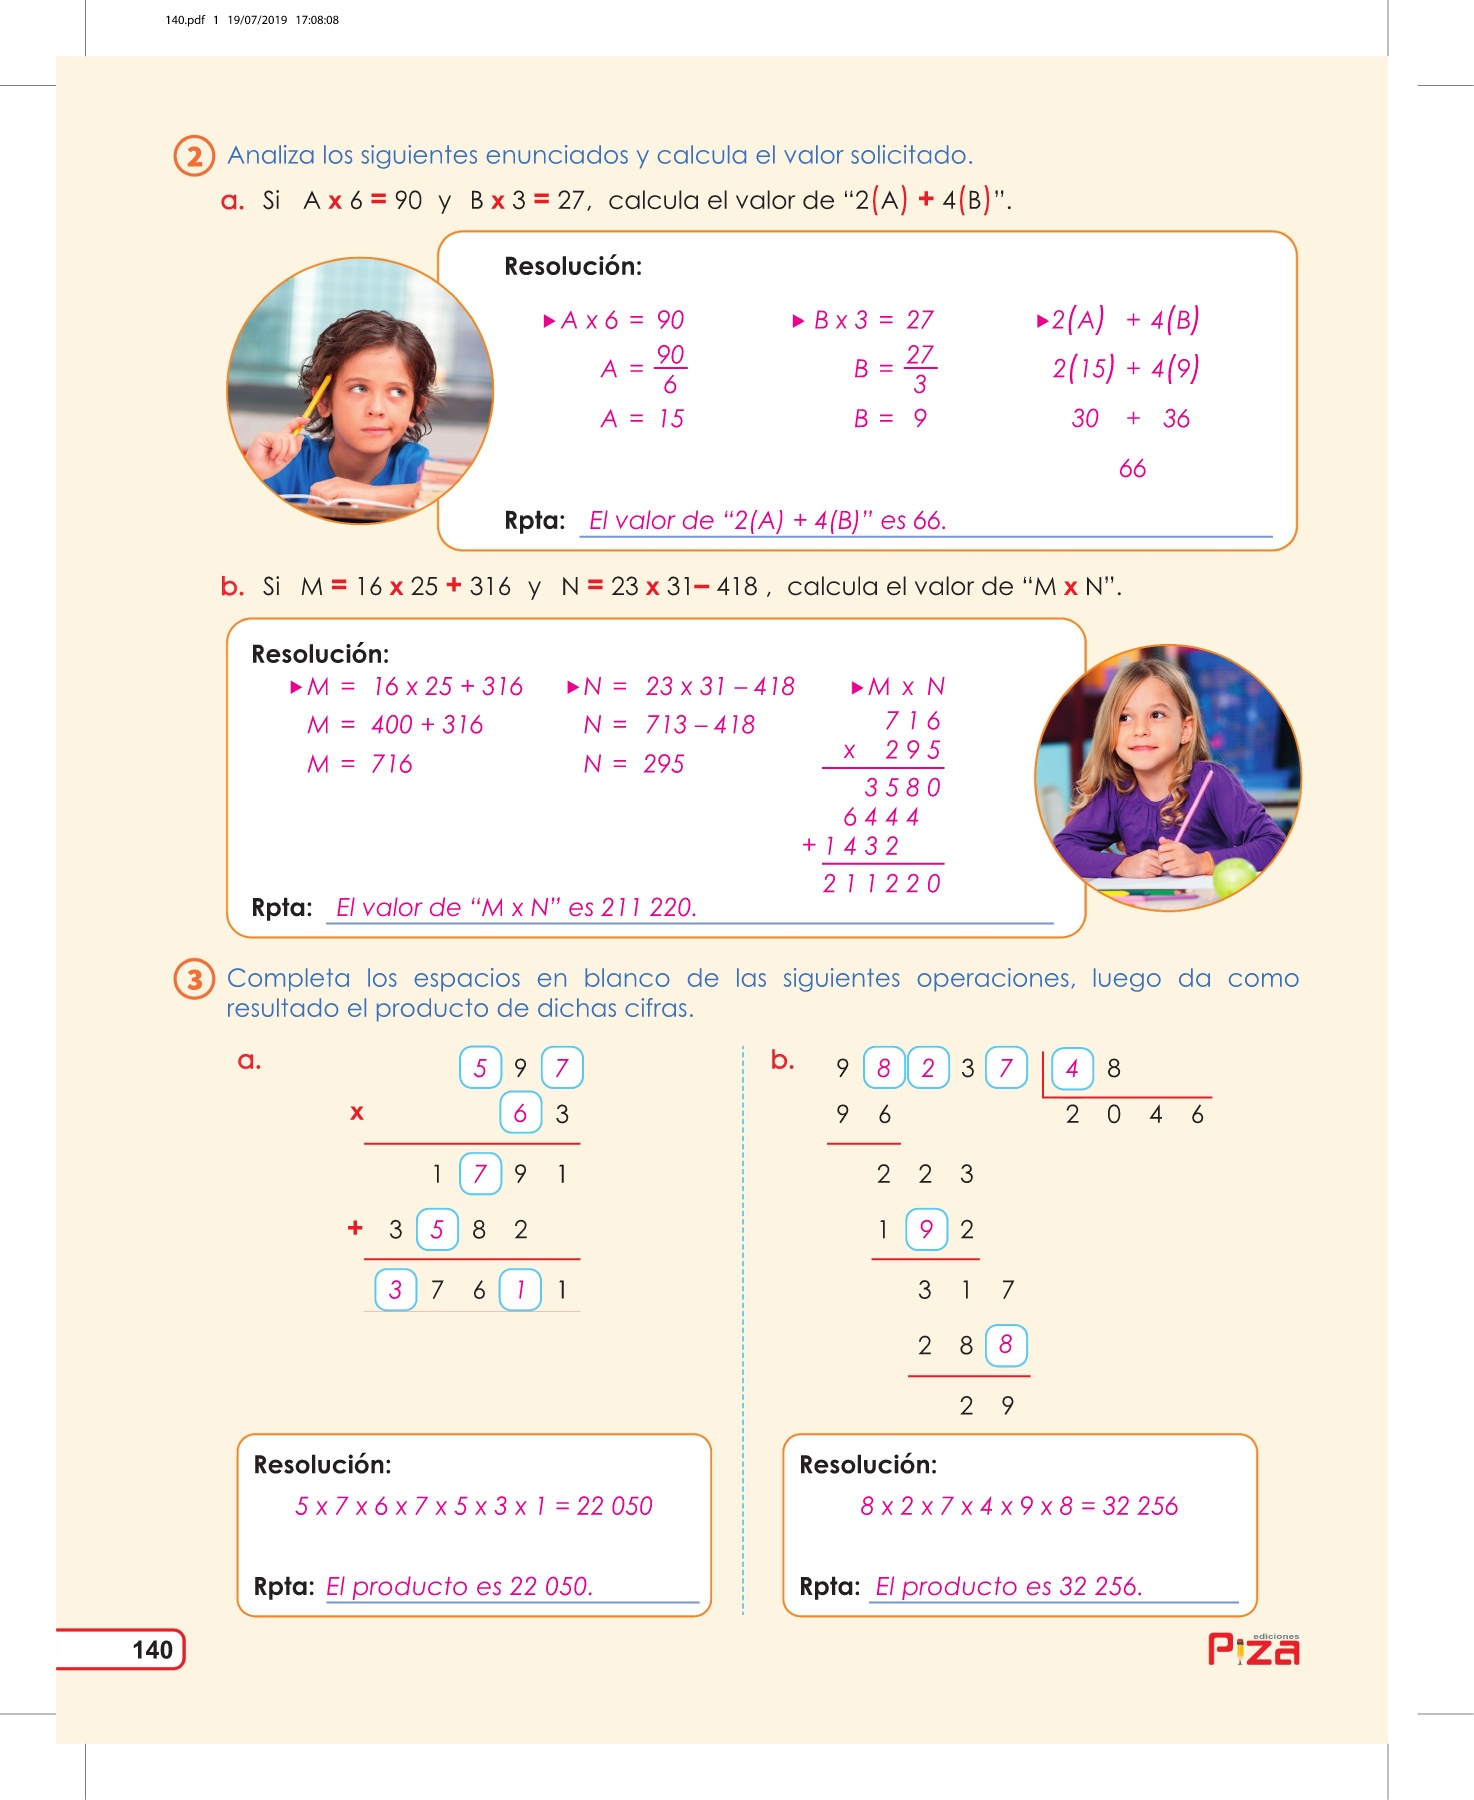 140.pdf 1 19/07/2019 17:08:08
2 Analiza los siguientes enunciados y calcula el valor solicitado.
a. Si A x 6 = 90 y B x 3 = 27, calcula el valor de “2(A) + 4(B)”.
Resolución:
▶ A x 6 = 90 ▶ B x 3 = 27 ▶ 2(A) + 4(B)
A = 90/6 B = 27/3 2(15) + 4(9)
A = 15 B = 9 30 + 36
66
Rpta: El valor de “2(A) + 4(B)” es 66.
b. Si M = 16 x 25 + 316 y N = 23 x 31– 418 , calcula el valor de “M x N”.
Resolución:
▶ M = 16 x 25 + 316 ▶ N = 23 x 31 – 418 ▶ M x N
M = 400 + 316 N = 713 – 418 7 1 6
x 2 9 5
M = 716 N = 295
3 5 8 0
6 4 4 4
+ 1 4 3 2
2 1 1 2 2 0
Rpta: El valor de “M x N” es 211 220.
3 Completa los espacios en blanco de las siguientes operaciones, luego da como
resultado el producto de dichas cifras.
a.
5 9 7
x 6 3
1 7 9 1
+ 3 5 8 2
3 7 6 1 1
Resolución:
5 x 7 x 6 x 7 x 5 x 3 x 1 = 22 050
Rpta: El producto es 22 050.
b. 9 8 2 3 7 4 8
9 6 2 0 4 6
2 2 3
1 9 2
3 1 7
2 8 8
2 9
Resolución:
8 x 2 x 7 x 4 x 9 x 8 = 32 256
Rpta: El producto es 32 256.
140
ediciones
Piza